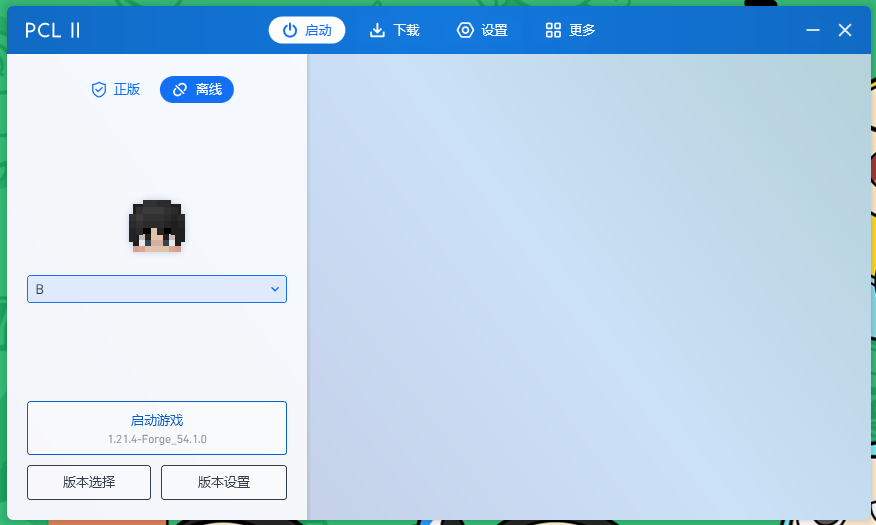 PCL II
启动 下载 设置 更多
正版 离线
B
启动游戏
1.21.4-Forge_54.1.0
版本选择 版本设置